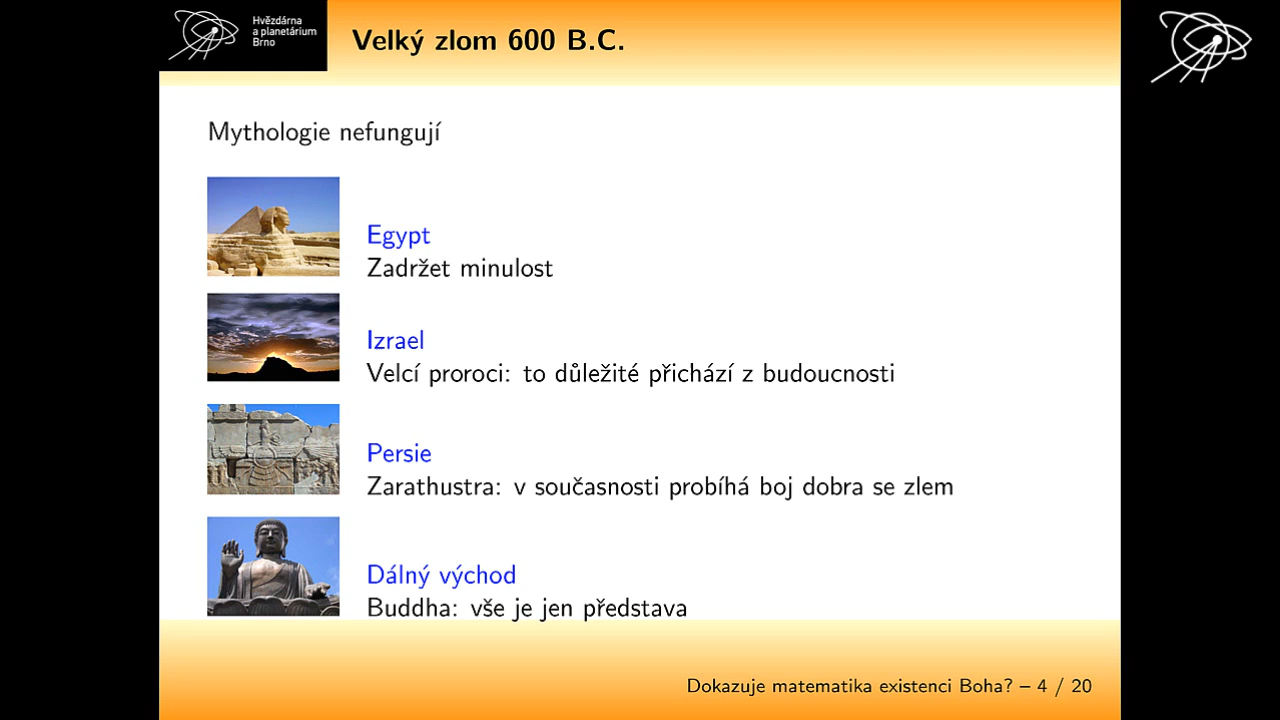 Hvězdárna
a planetárium
Brno
Velký zlom 600 B.C.
Mythologie nefungují
Egypt
Zadržet minulost
Izrael
Velcí proroci: to důležité přichází z budoucnosti
Persie
Zarathustra: v současnosti probíhá boj dobra se zlem
Dálný východ
Buddha: vše je jen představa
Dokazuje matematika existenci Boha? – 4 / 20